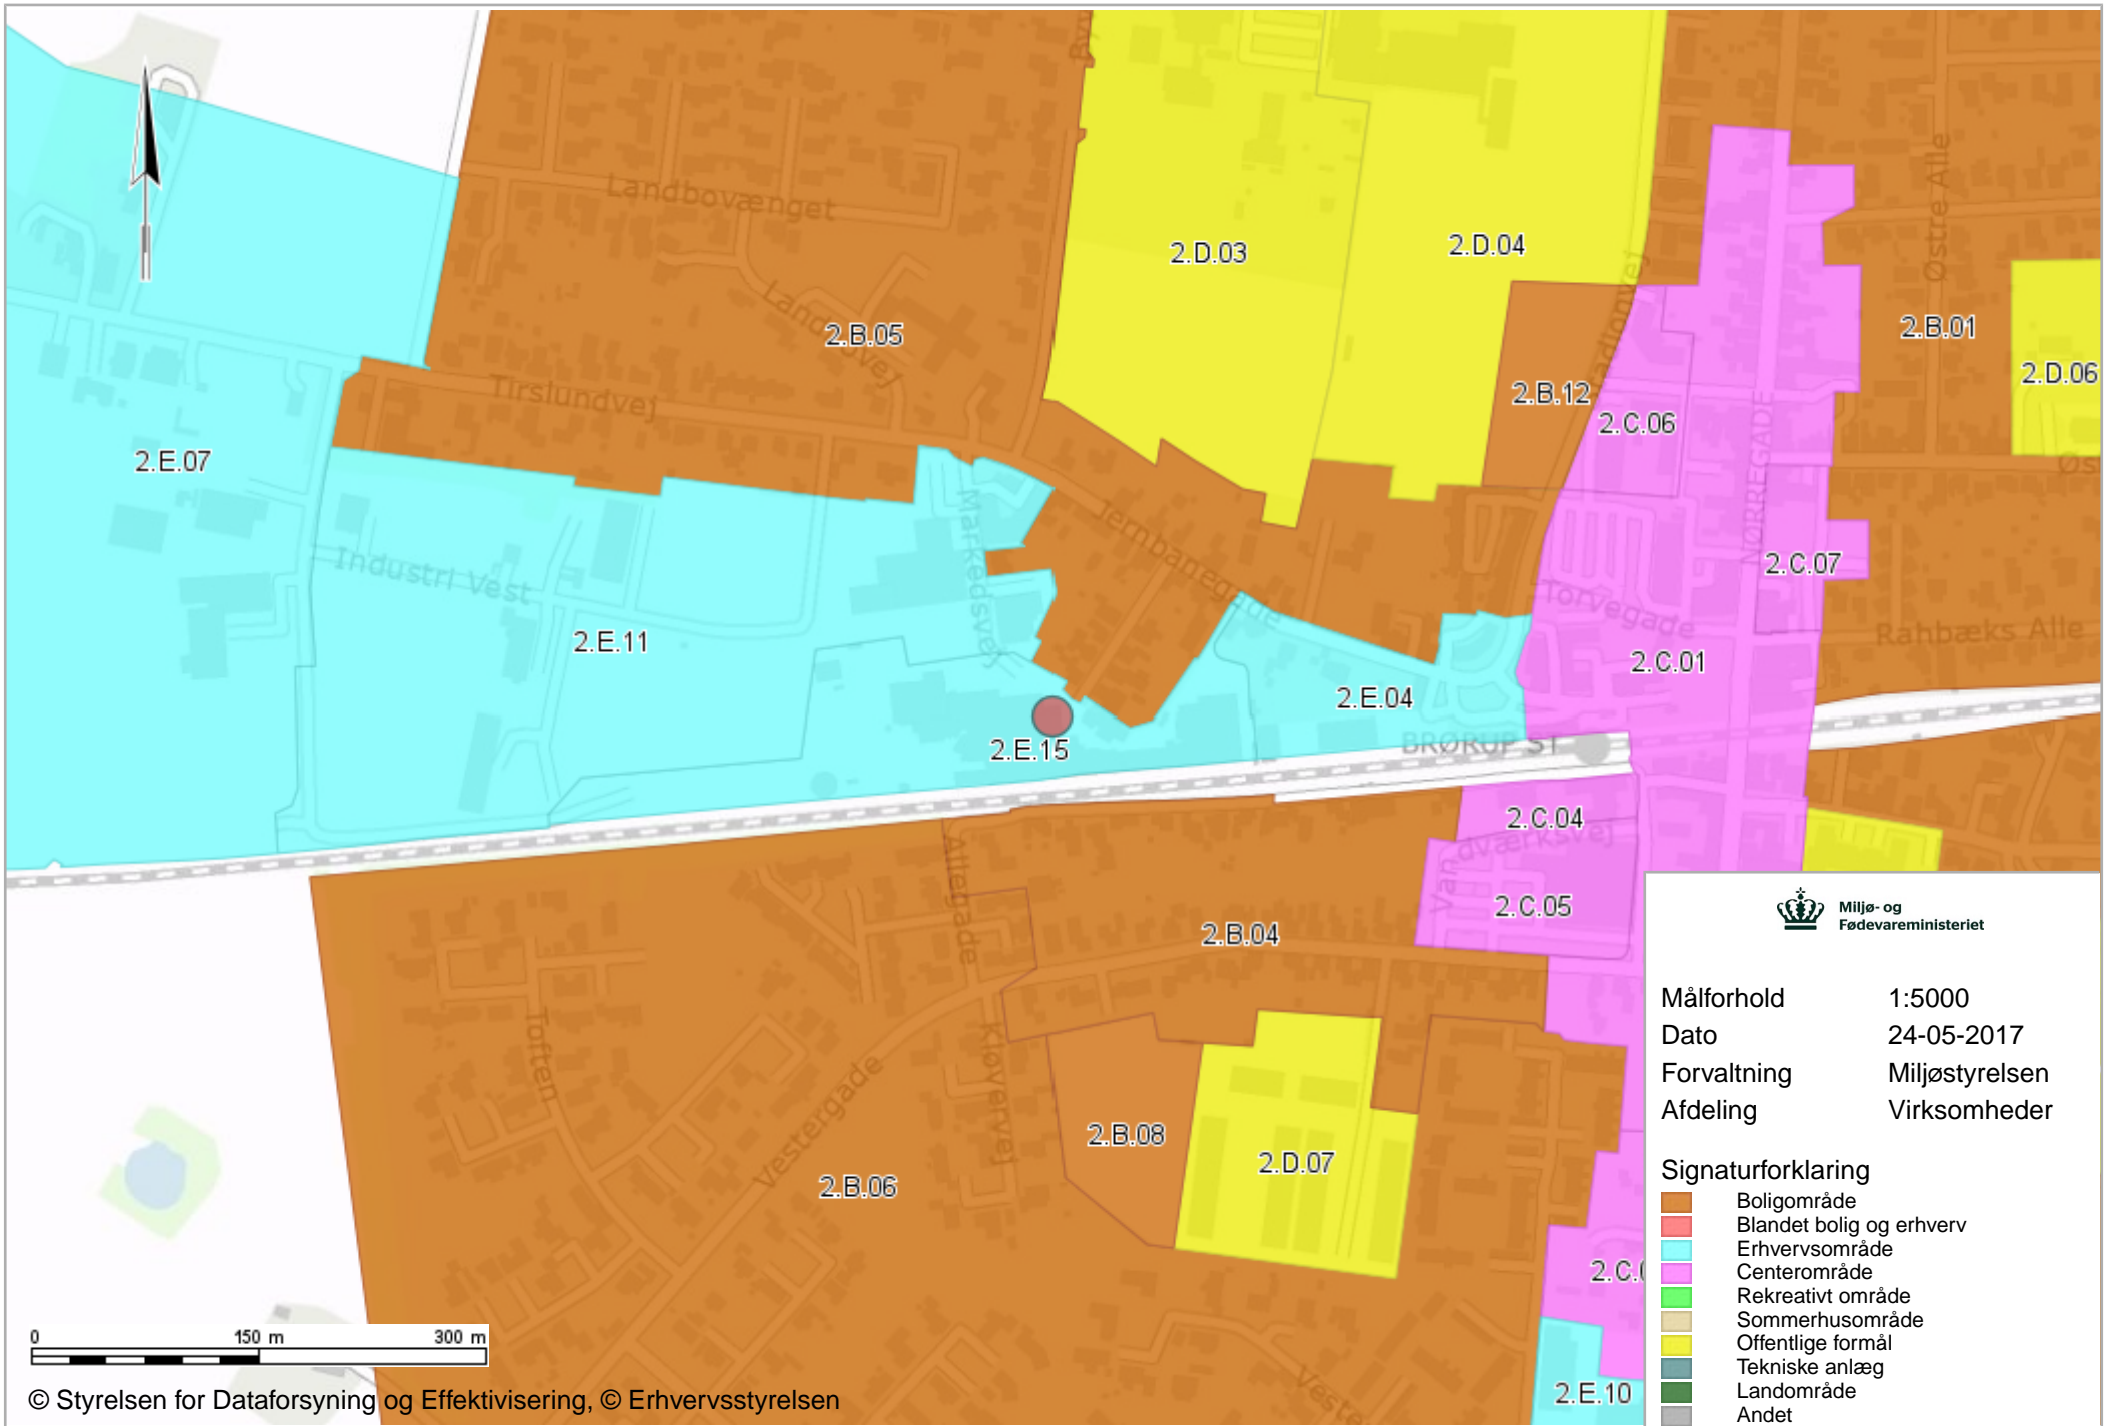 Landbovænget
Østre Alle
2.D.03
2.D.04
2.B.05
2.B.01
2.D.06
2.B.12
Tirslundvej
2.C.06
NØRREGADE
2.E.07
Markedsvej
Jernbanegade
Industri Vest
2.C.07
Torvegade
2.E.11
Rahbæks Alle
2.C.01
2.E.04
2.E.15
BRØRUP ST
2.C.04
Vandværksvej
2.C.05
Allegade
2.B.04
Toften
Kløvervej
Vestergade
2.B.08
2.D.07
2.B.06
2.E.10
Miljø- og
Fødevareministeriet
Målforhold 1:5000
Dato 24-05-2017
Forvaltning Miljøstyrelsen
Afdeling Virksomheder
Signaturforklaring
Boligområde
Blandet bolig og erhverv
Erhvervsområde
Centerområde
Rekreativt område
Sommerhusområde
Offentlige formål
Tekniske anlæg
Landområde
Andet
0 150 m 300 m
© Styrelsen for Dataforsyning og Effektivisering, © Erhvervsstyrelsen